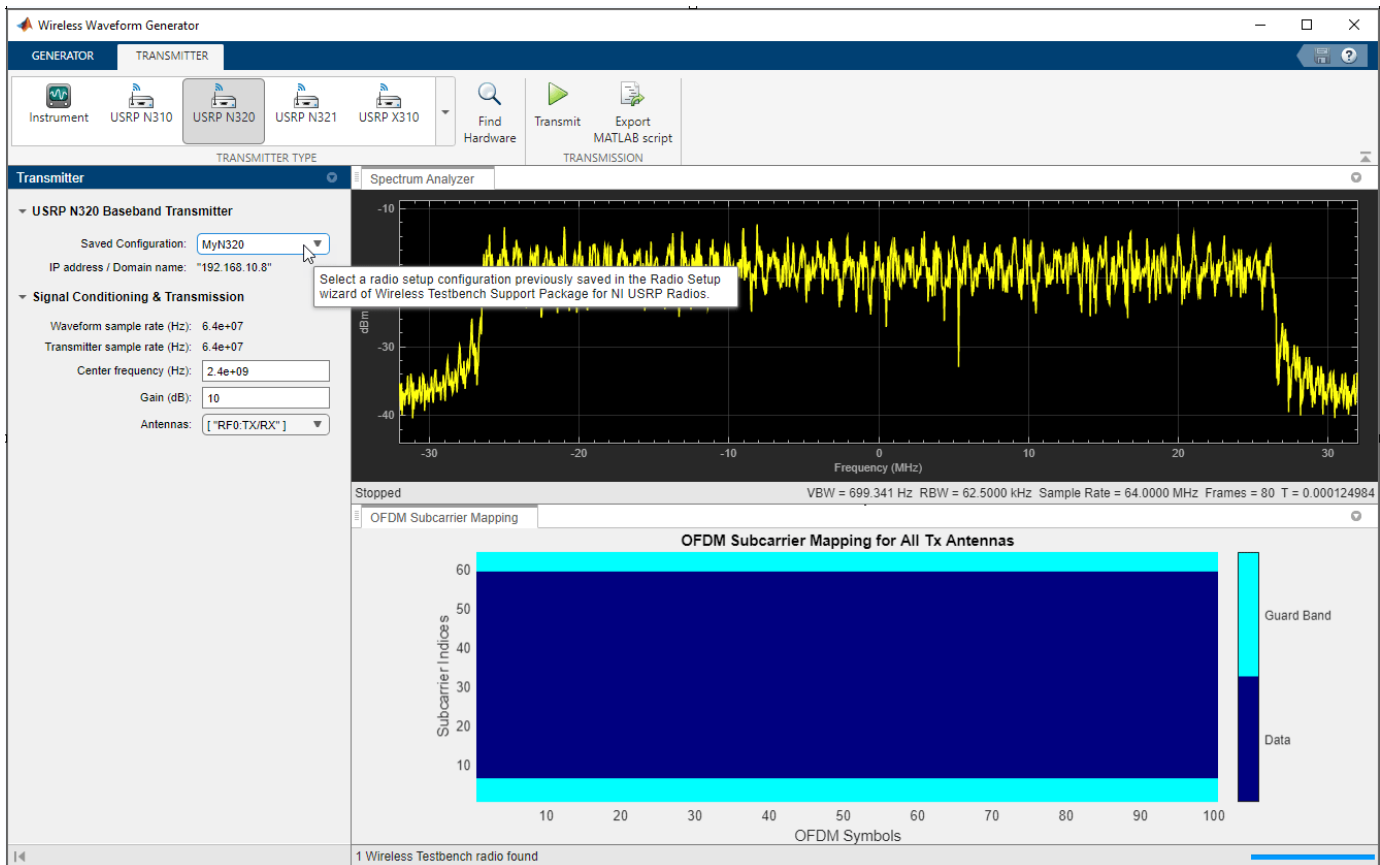 Wireless Waveform Generator
GENERATOR TRANSMITTER
Instrument USRP N310 USRP N320 USRP N321 USRP X310
Find
Hardware
Transmit
Export
MATLAB script
TRANSMITTER TYPE
TRANSMISSION
Transmitter
USRP N320 Baseband Transmitter
Saved Configuration: MyN320
IP address / Domain name: "192.168.10.8"
Select a radio setup configuration previously saved in the Radio Setup
wizard of Wireless Testbench Support Package for NI USRP Radios.
Signal Conditioning & Transmission
Waveform sample rate (Hz): 6.4e+07
Transmitter sample rate (Hz): 6.4e+07
Center frequency (Hz): 2.4e+09
Gain (dB): 10
Antennas: [ "RF0:TX/RX" ]
Spectrum Analyzer
-10
dBm
-30
-40
-30 -20 -10 0 10 20 30
Frequency (MHz)
Stopped
VBW = 699.341 Hz RBW = 62.5000 kHz Sample Rate = 64.0000 MHz Frames = 80 T = 0.000124984
OFDM Subcarrier Mapping
OFDM Subcarrier Mapping for All Tx Antennas
60
50
40
30
20
10
Subcarrier Indices
10 20 30 40 50 60 70 80 90 100
OFDM Symbols
Guard Band
Data
1 Wireless Testbench radio found